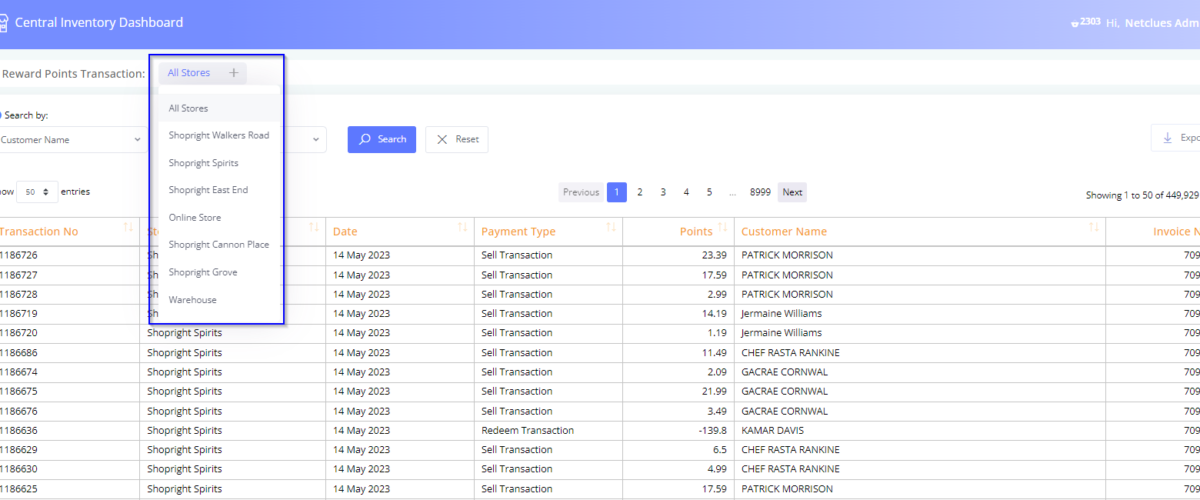 Central Inventory Dashboard 2303 Hi, Netclues Adm
Reward Points Transaction: All Stores +
All Stores
Search by:
Customer Name Shopright Walkers Road Search Reset Expo
Shopright Spirits
Shopright East End
how 50 entries Previous 1 2 3 4 5 ... 8999 Next Showing 1 to 50 of 449,929
Online Store
Transaction No Date Payment Type Points Customer Name Invoice N
Shopright Cannon Place
1186726 Sh 14 May 2023 Sell Transaction 23.39 PATRICK MORRISON 709
Shopright Grove
1186727 Sh 14 May 2023 Sell Transaction 17.59 PATRICK MORRISON 709
1186728 Sh 14 May 2023 Sell Transaction 2.99 PATRICK MORRISON 709
Warehouse
1186719 Sh 14 May 2023 Sell Transaction 14.19 Jermaine Williams 709
1186720 Shopright Spirits 14 May 2023 Sell Transaction 1.19 Jermaine Williams 709
1186686 Shopright Spirits 14 May 2023 Sell Transaction 11.49 CHEF RASTA RANKINE 709
1186674 Shopright Spirits 14 May 2023 Sell Transaction 2.09 GACRAE CORNWAL 709
1186675 Shopright Spirits 14 May 2023 Sell Transaction 21.99 GACRAE CORNWAL 709
1186676 Shopright Spirits 14 May 2023 Sell Transaction 3.49 GACRAE CORNWAL 709
1186636 Shopright Spirits 14 May 2023 Redeem Transaction -139.8 KAMAR DAVIS 709
1186629 Shopright Spirits 14 May 2023 Sell Transaction 6.5 CHEF RASTA RANKINE 709
1186630 Shopright Spirits 14 May 2023 Sell Transaction 4.99 CHEF RASTA RANKINE 709
1186625 Shopright Spirits 14 May 2023 Sell Transaction 17.59 PATRICK MORRISON 709